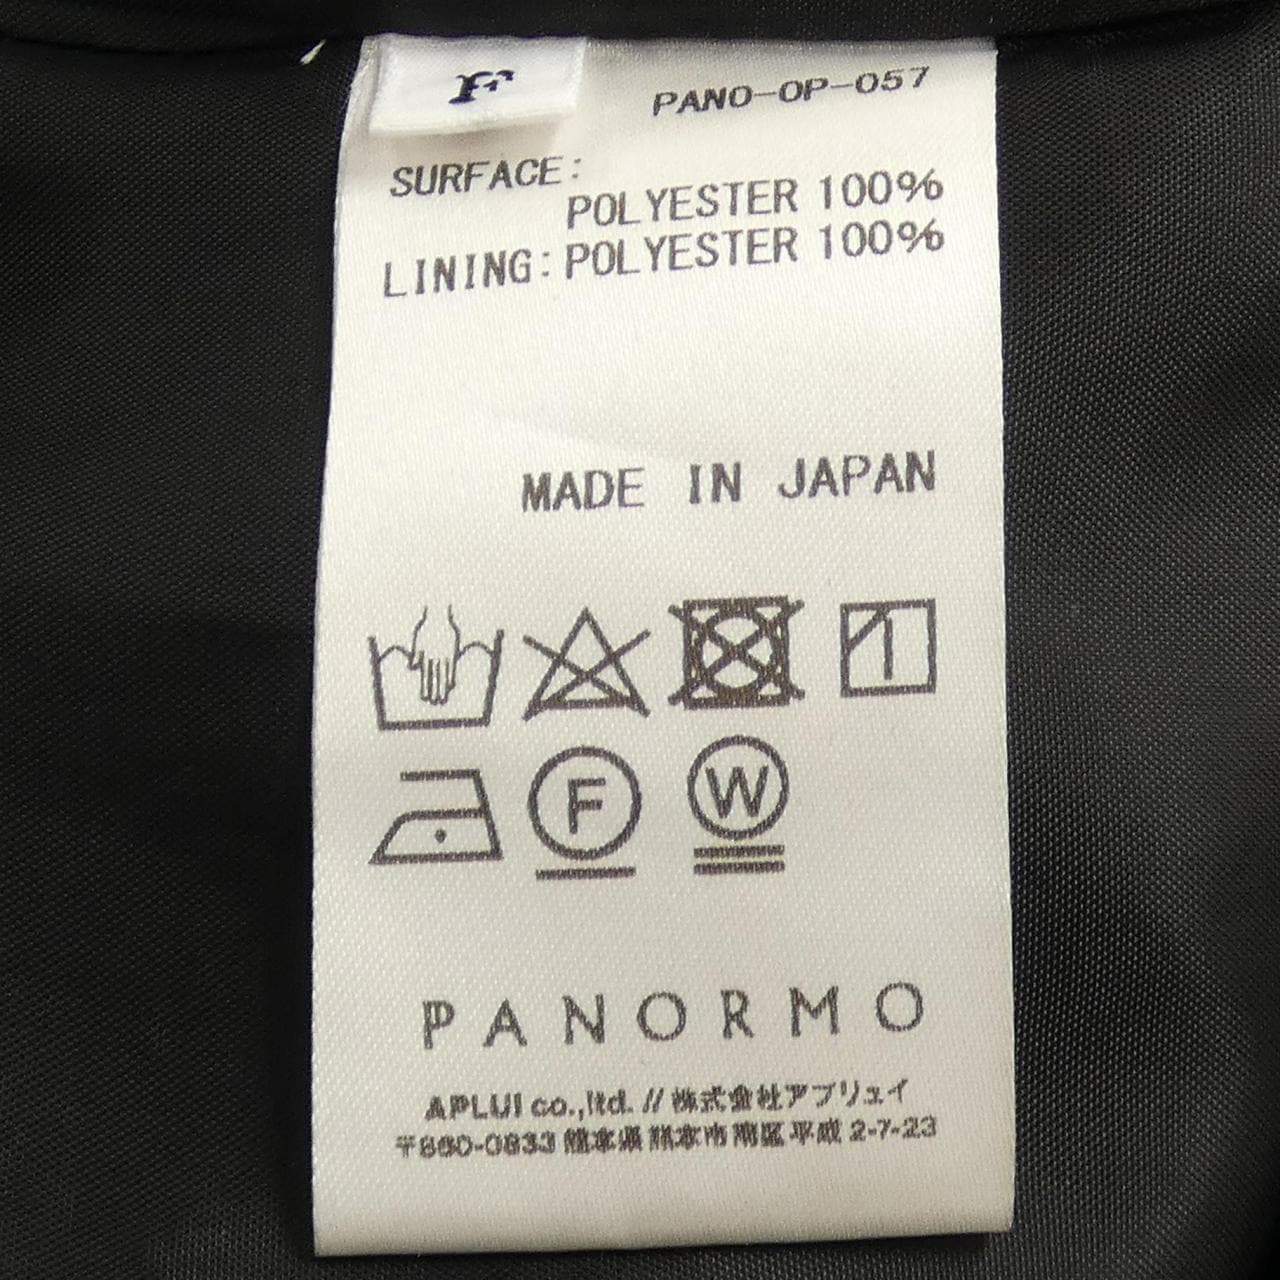 F
PANO-OP-057
SURFACE:
POLYESTER 100%
LINING:POLYESTER 100%
MADE IN JAPAN
1
F
W
PANORMO
APLUI co.,ltd. // 株式会社アプリュイ
〒860-0833 熊本県 熊本市 南区 平成 2-7-23